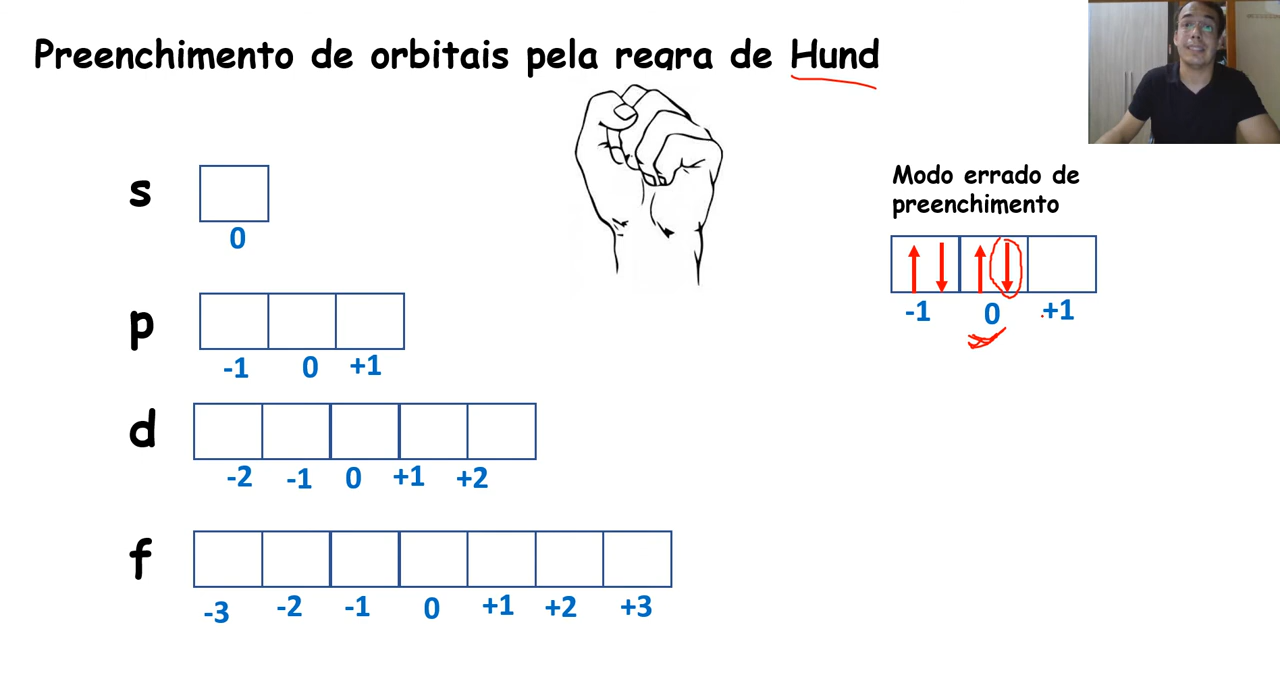 Preenchimento de orbitais pela regra de Hund
Modo errado de
preenchimento
-1 0 +1
s
0
p
-1 0 +1
d
-2 -1 0 +1 +2
f
-3 -2 -1 0 +1 +2 +3